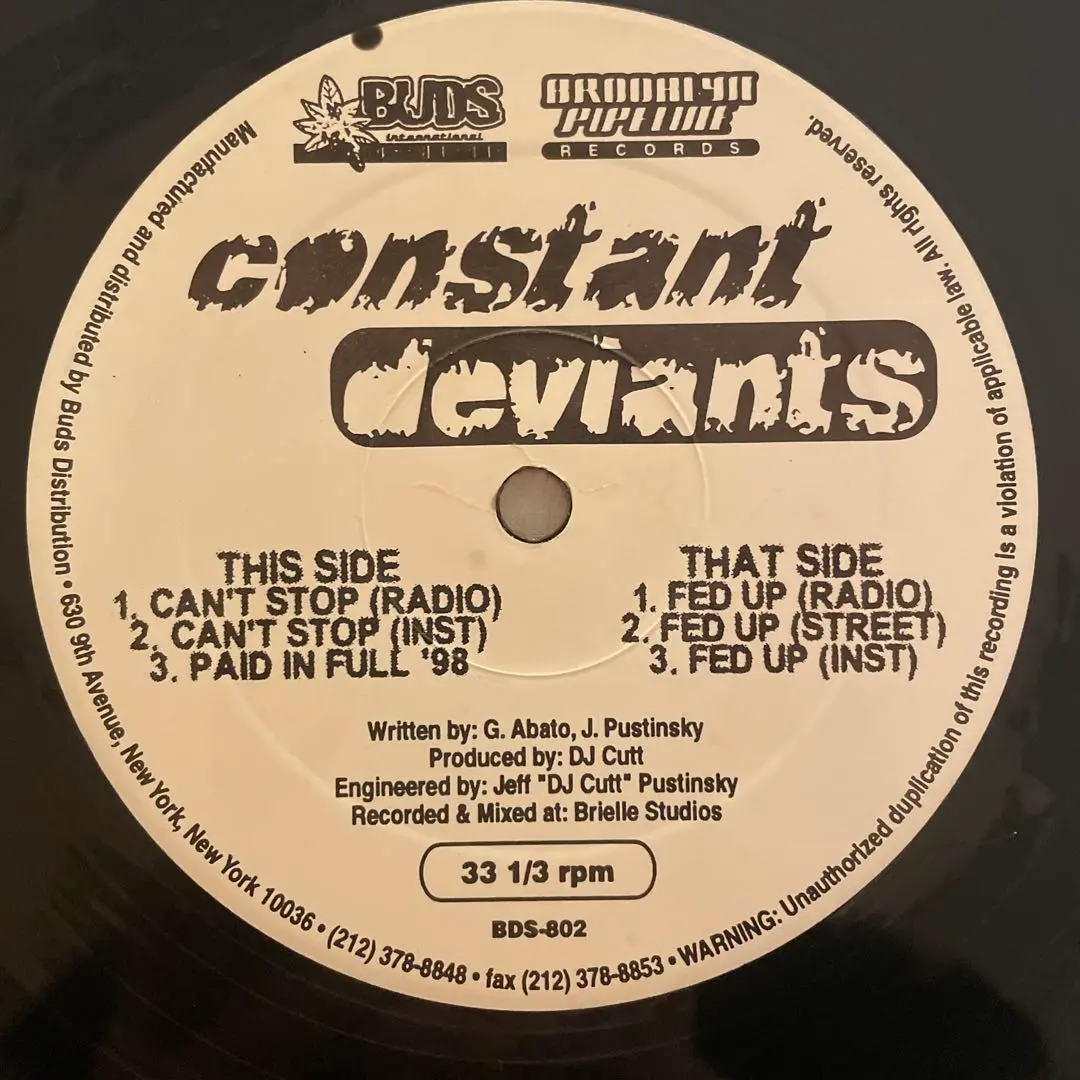 BUDS
international
BROOKLYN
PIPELINE
RECORDS
constant
deviants
THIS SIDE
1. CAN'T STOP (RADIO)
2. CAN'T STOP (INST)
3. PAID IN FULL '98
THAT SIDE
1. FED UP (RADIO)
2. FED UP (STREET)
3. FED UP (INST)
Written by: G. Abato, J. Pustinsky
Produced by: DJ Cutt
Engineered by: Jeff "DJ Cutt" Pustinsky
Recorded & Mixed at: Brielle Studios
33 1/3 rpm
BDS-802
Manufactured and distributed by Buds Distribution • 630 9th Avenue, New York, New York 10036 • (212) 378-8848 • fax (212) 378-8853 • WARNING: Unauthorized duplication of this recording is a violation of applicable law. All rights reserved.